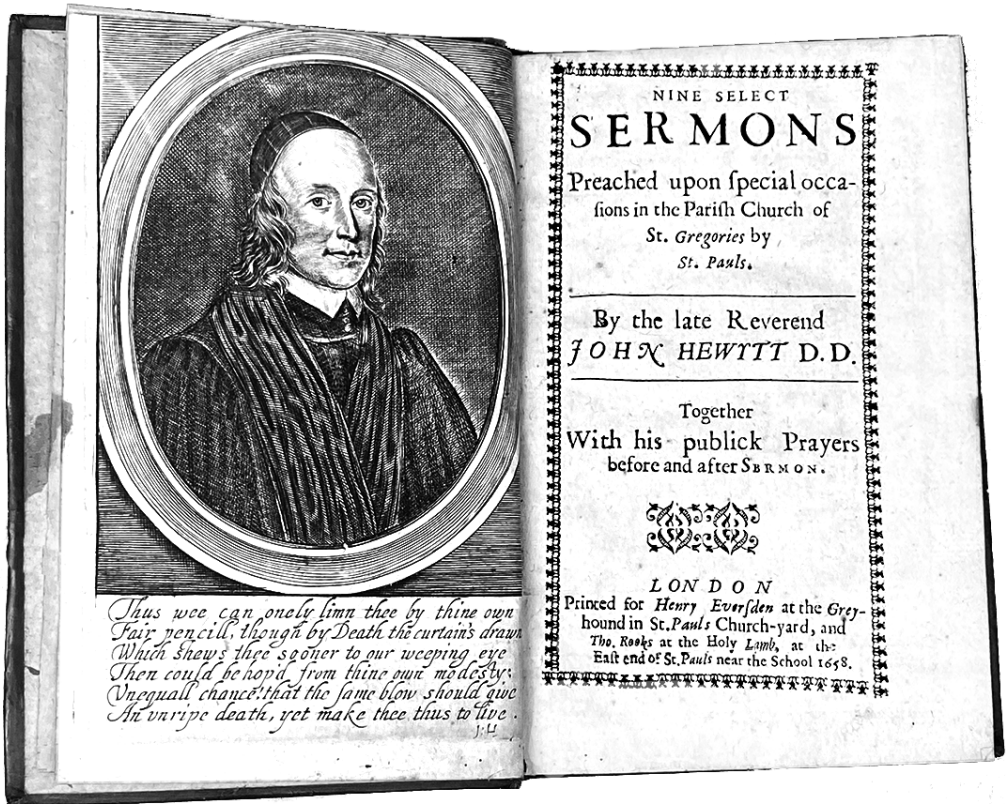 Thus wee can onely limn thee by thine own
Fair pencill, though by Death the curtain's drawn
Which shews thee sooner to our weeping eye
Then could be hop'd from thine own modesty:
Vnequall chance! that the same blow should give
An vnripe death, yet make thee thus to live.
J:H
NINE SELECT
SERMONS
Preached upon ſpecial occa-
ſions in the Pariſh Church of
St. Gregories by
St. Pauls.
By the late Reverend
JOHN HEWYTT D.D.
Together
With his publick Prayers
before and after SERMON.
LONDON
Printed for Henry Everſden at the Grey-
hound in St. Pauls Church-yard, and
Tho. Rooks at the Holy Lamb, at the
Eaſt end of St. Pauls near the School 1658.